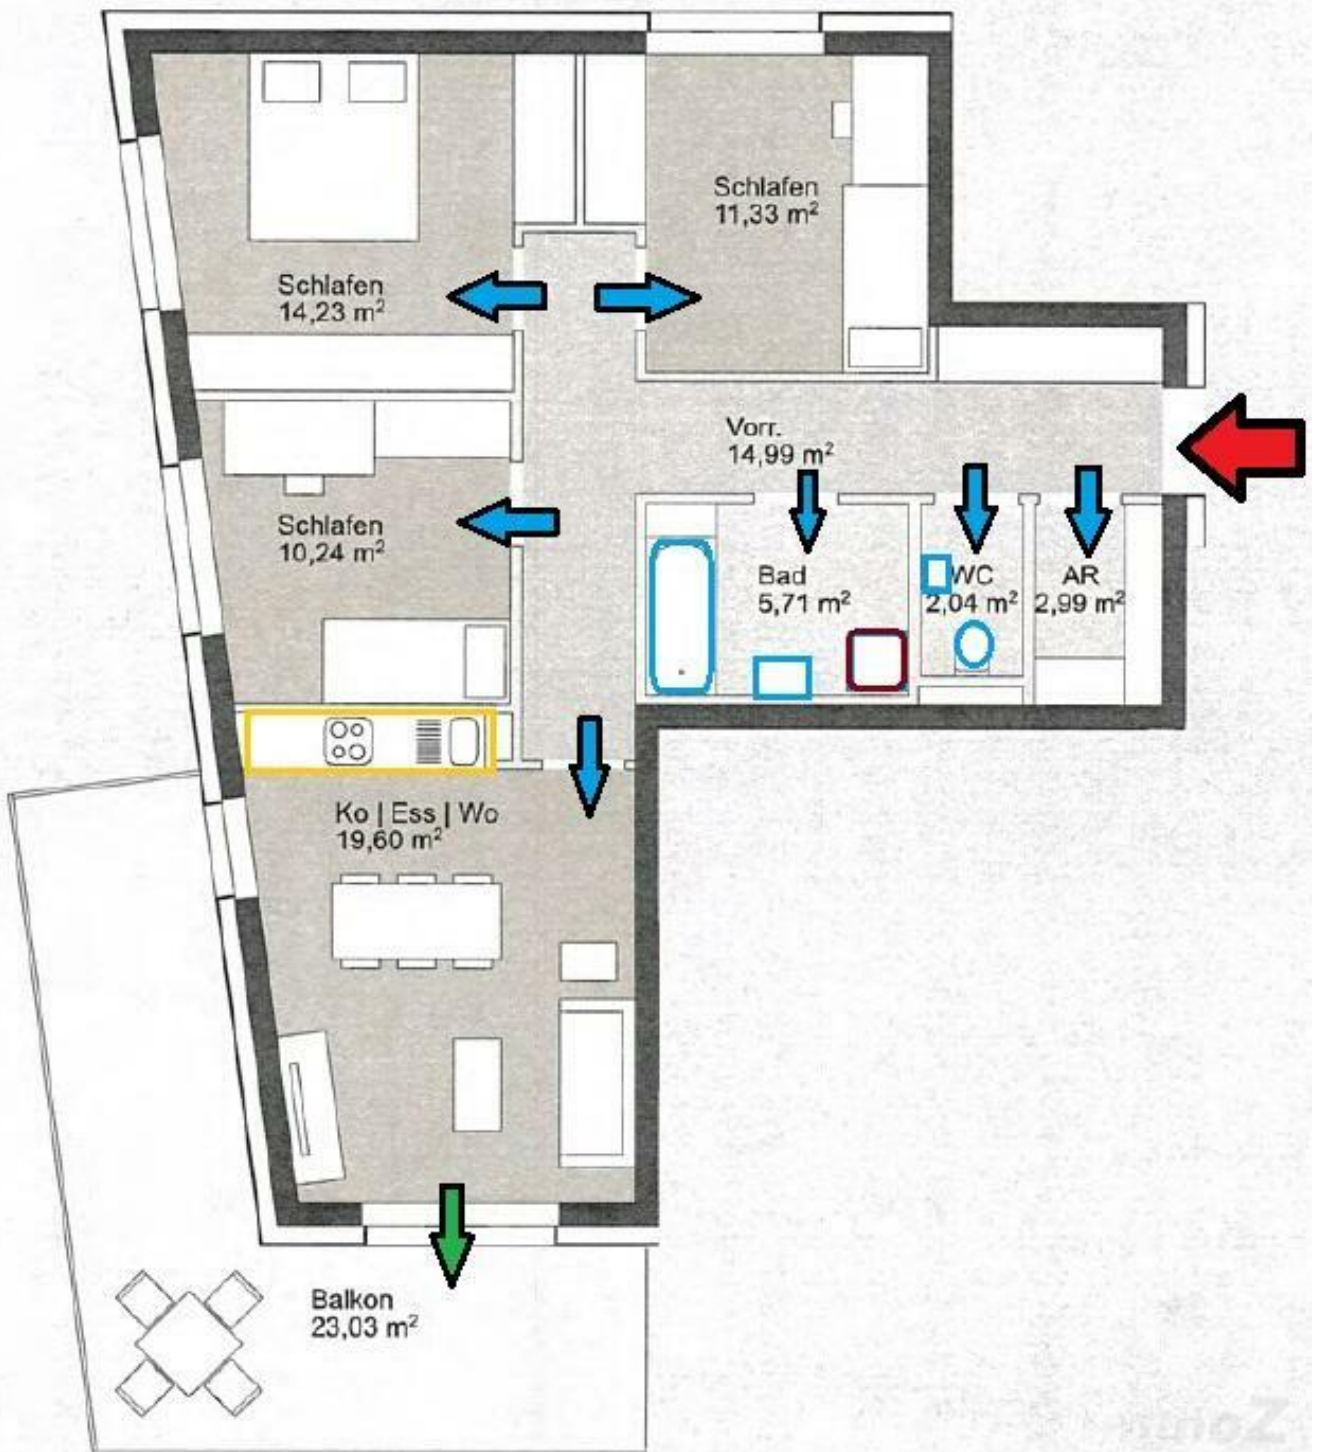 Schlafen
11,33 m²
Schlafen
14,23 m²
Vorr.
14,99 m²
Schlafen
10,24 m²
Bad
5,71 m²
WC
2,04 m²
AR
2,99 m²
Ko | Ess | Wo
19,60 m²
Balkon
23,03 m²